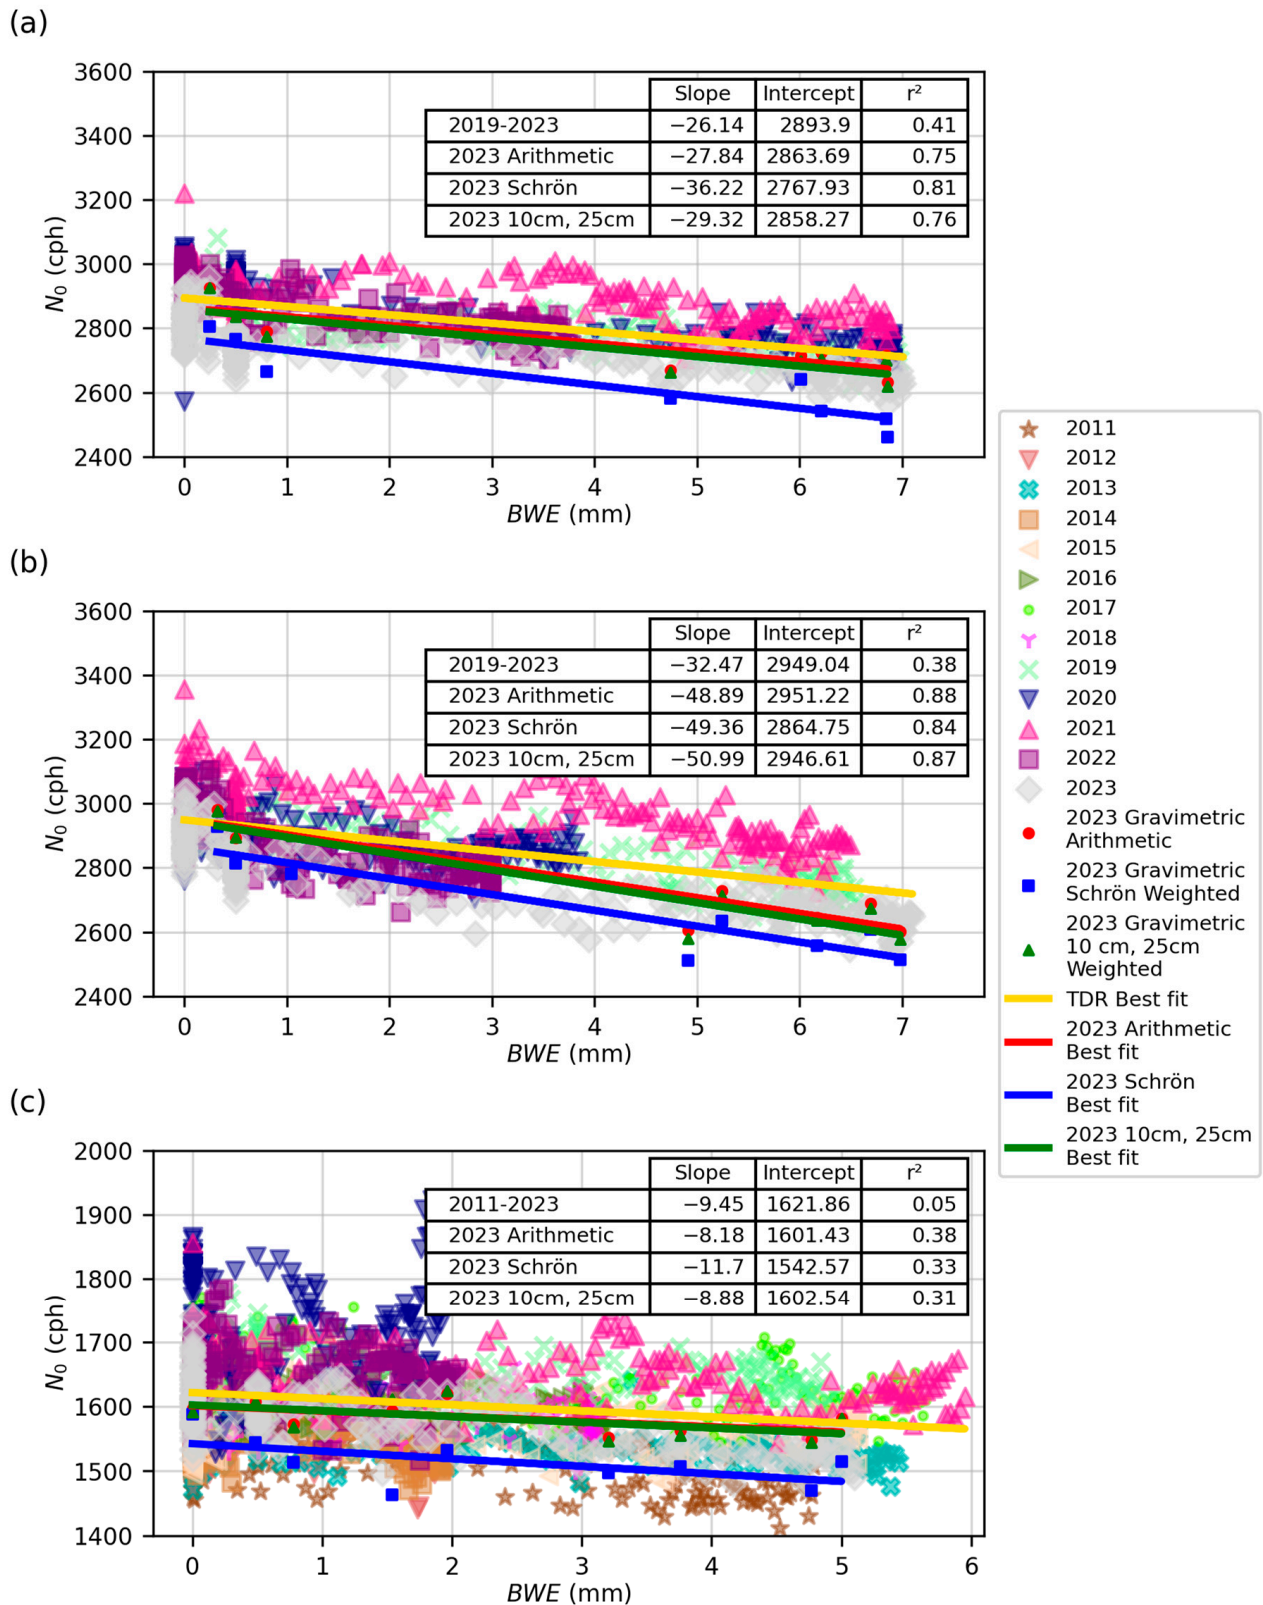 (a)
3600
3400
3200
3000
2800
2600
2400
N₀ (cph)
0 1 2 3 4 5 6 7
BWE (mm)
Slope Intercept r²
2019-2023 −26.14 2893.9 0.41
2023 Arithmetic −27.84 2863.69 0.75
2023 Schrön −36.22 2767.93 0.81
2023 10cm, 25cm −29.32 2858.27 0.76
(b)
3600
3400
3200
3000
2800
2600
2400
N₀ (cph)
0 1 2 3 4 5 6 7
BWE (mm)
Slope Intercept r²
2019-2023 −32.47 2949.04 0.38
2023 Arithmetic −48.89 2951.22 0.88
2023 Schrön −49.36 2864.75 0.84
2023 10cm, 25cm −50.99 2946.61 0.87
(c)
2000
1900
1800
1700
1600
1500
1400
N₀ (cph)
0 1 2 3 4 5 6
BWE (mm)
Slope Intercept r²
2011-2023 −9.45 1621.86 0.05
2023 Arithmetic −8.18 1601.43 0.38
2023 Schrön −11.7 1542.57 0.33
2023 10cm, 25cm −8.88 1602.54 0.31
2011
2012
2013
2014
2015
2016
2017
2018
2019
2020
2021
2022
2023
2023 Gravimetric
Arithmetic
2023 Gravimetric
Schrön Weighted
2023 Gravimetric
10 cm, 25cm
Weighted
TDR Best fit
2023 Arithmetic
Best fit
2023 Schrön
Best fit
2023 10cm, 25cm
Best fit